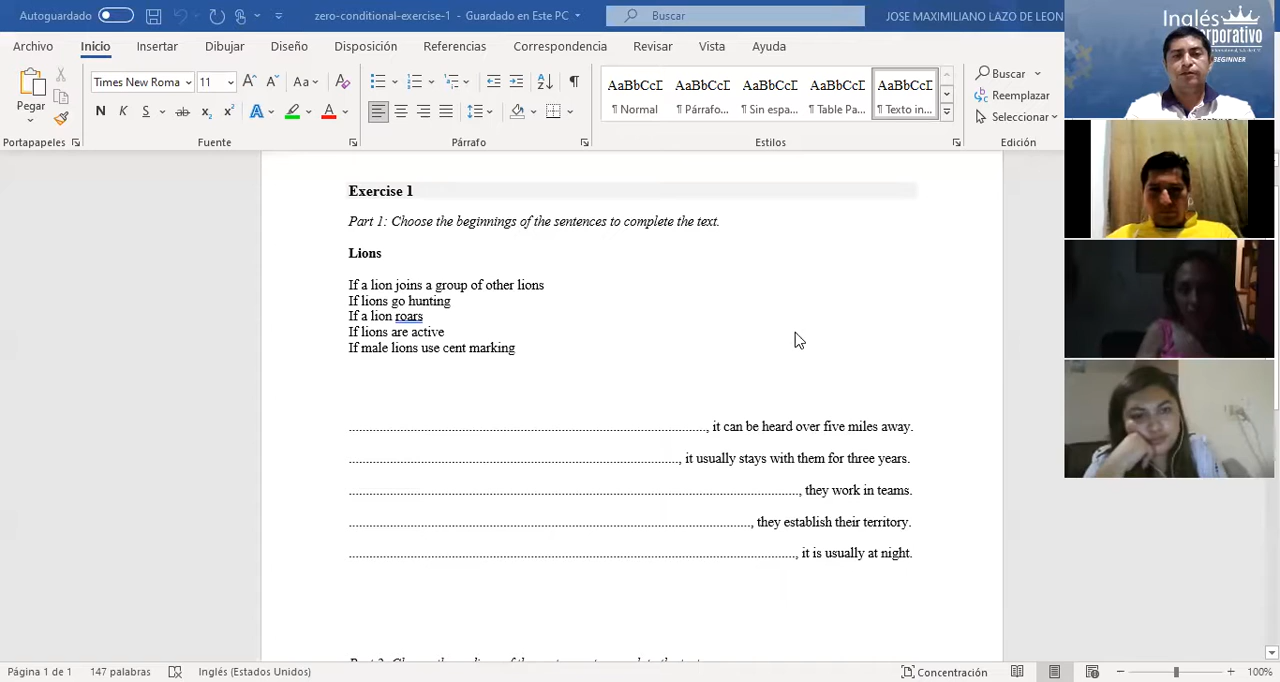 Autoguardado
zero-conditional-exercise-1 - Guardado en Este PC
Buscar
JOSE MAXIMILIANO LAZO DE LEON
Archivo Inicio Insertar Dibujar Diseño Disposición Referencias Correspondencia Revisar Vista Ayuda
Pegar
Times New Roma 11
Aa
N K S ab x₂ x² A A
AaBbCcI AaBbCcI AaBbCcI AaBbCcI AaBbCcI
¶ Normal ¶ Párrafo... ¶ Sin espa... ¶ Table Pa... ¶ Texto in...
Buscar
Reemplazar
Seleccionar
Portapapeles Fuente Párrafo Estilos Edición
Inglés
BEGINNER
Exercise 1
Part 1: Choose the beginnings of the sentences to complete the text.
Lions
If a lion joins a group of other lions
If lions go hunting
If a lion roars
If lions are active
If male lions use cent marking
..., it can be heard over five miles away.
..., it usually stays with them for three years.
..., they work in teams.
..., they establish their territory.
..., it is usually at night.
Página 1 de 1 147 palabras Inglés (Estados Unidos) Concentración 100%